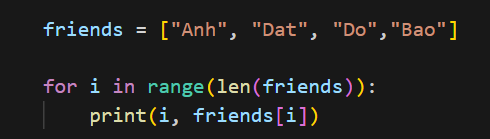 friends = ["Anh", "Dat", "Do","Bao"]
for i in range(len(friends)):
    print(i, friends[i])